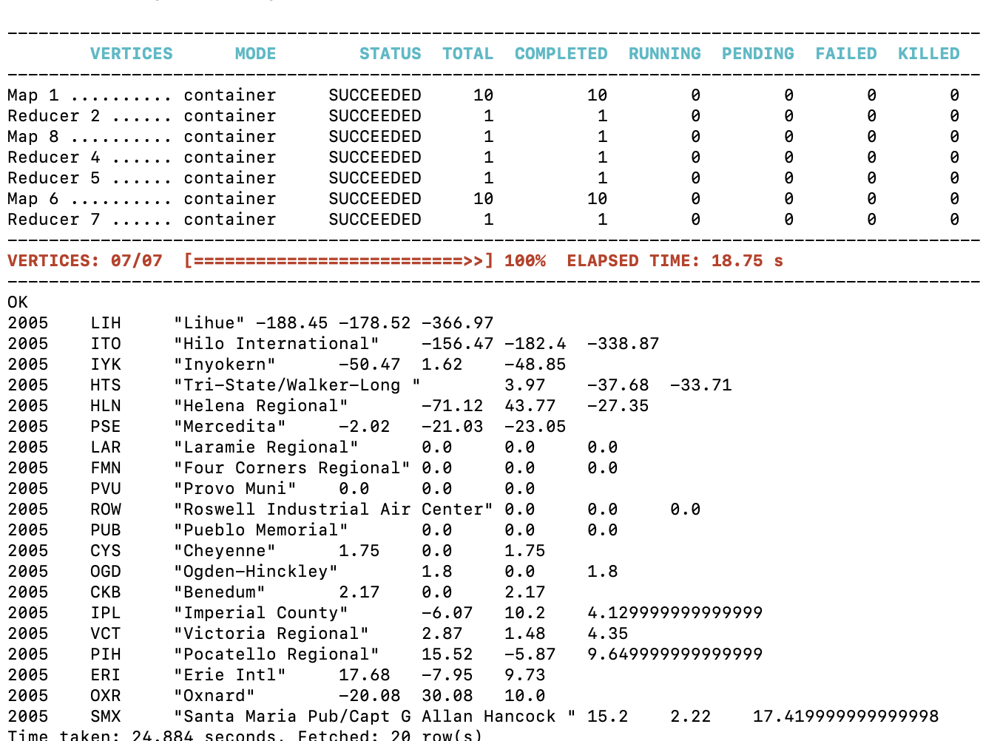 --------------------------------------------------------------------------------------------
VERTICES MODE STATUS TOTAL COMPLETED RUNNING PENDING FAILED KILLED
--------------------------------------------------------------------------------------------
Map 1 .......... container SUCCEEDED 10 10 0 0 0 0
Reducer 2 ...... container SUCCEEDED 1 1 0 0 0 0
Map 8 .......... container SUCCEEDED 1 1 0 0 0 0
Reducer 4 ...... container SUCCEEDED 1 1 0 0 0 0
Reducer 5 ...... container SUCCEEDED 1 1 0 0 0 0
Map 6 .......... container SUCCEEDED 10 10 0 0 0 0
Reducer 7 ...... container SUCCEEDED 1 1 0 0 0 0
--------------------------------------------------------------------------------------------
VERTICES: 07/07 [==========================>>] 100% ELAPSED TIME: 18.75 s
--------------------------------------------------------------------------------------------
OK
2005 LIH "Lihue" -188.45 -178.52 -366.97
2005 ITO "Hilo International" -156.47 -182.4 -338.87
2005 IYK "Inyokern" -50.47 1.62 -48.85
2005 HTS "Tri-State/Walker-Long " 3.97 -37.68 -33.71
2005 HLN "Helena Regional" -71.12 43.77 -27.35
2005 PSE "Mercedita" -2.02 -21.03 -23.05
2005 LAR "Laramie Regional" 0.0 0.0 0.0
2005 FMN "Four Corners Regional" 0.0 0.0 0.0
2005 PVU "Provo Muni" 0.0 0.0 0.0
2005 ROW "Roswell Industrial Air Center" 0.0 0.0 0.0
2005 PUB "Pueblo Memorial" 0.0 0.0 0.0
2005 CYS "Cheyenne" 1.75 0.0 1.75
2005 OGD "Ogden-Hinckley" 1.8 0.0 1.8
2005 CKB "Benedum" 2.17 0.0 2.17
2005 IPL "Imperial County" -6.07 10.2 4.129999999999999
2005 VCT "Victoria Regional" 2.87 1.48 4.35
2005 PIH "Pocatello Regional" 15.52 -5.87 9.649999999999999
2005 ERI "Erie Intl" 17.68 -7.95 9.73
2005 OXR "Oxnard" -20.08 30.08 10.0
2005 SMX "Santa Maria Pub/Capt G Allan Hancock " 15.2 2.22 17.419999999999998
Time taken: 24.884 seconds, Fetched: 20 row(s)